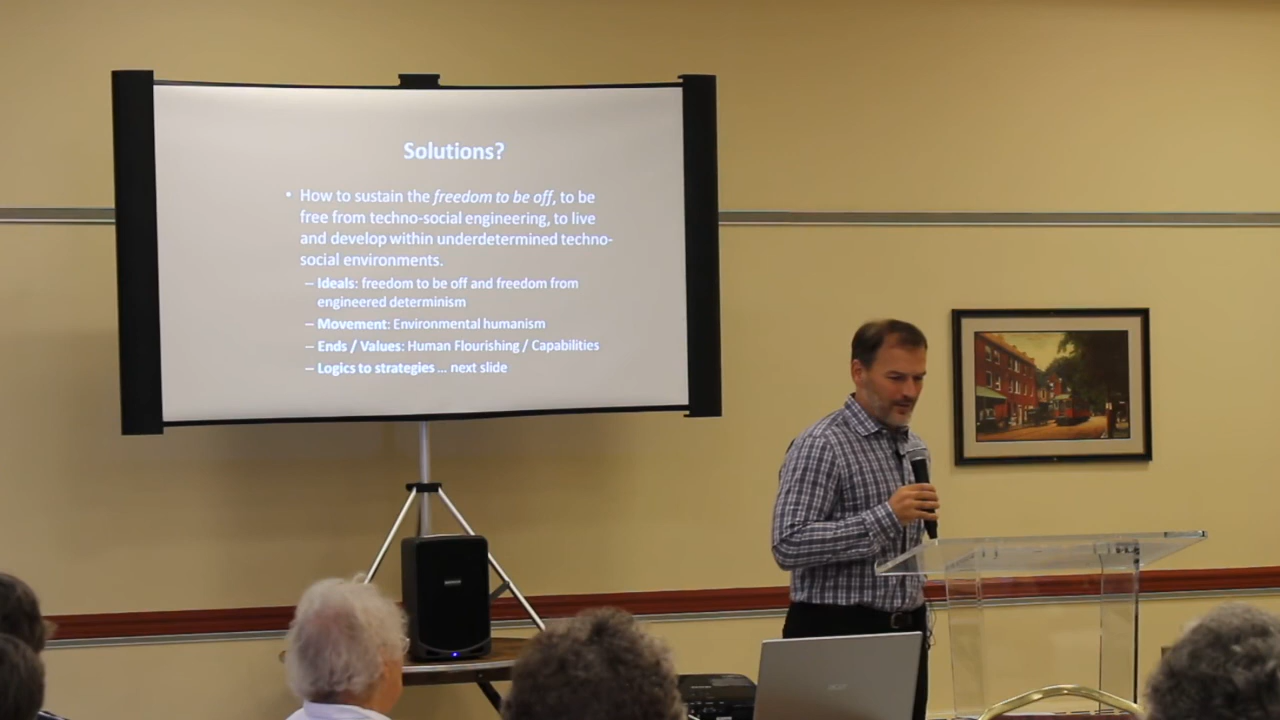 Solutions?
• How to sustain the freedom to be off, to be
free from techno-social engineering, to live
and develop within underdetermined techno-
social environments.
– Ideals: freedom to be off and freedom from
engineered determinism
– Movement: Environmental humanism
– Ends / Values: Human Flourishing / Capabilities
– Logics to strategies ... next slide
acer